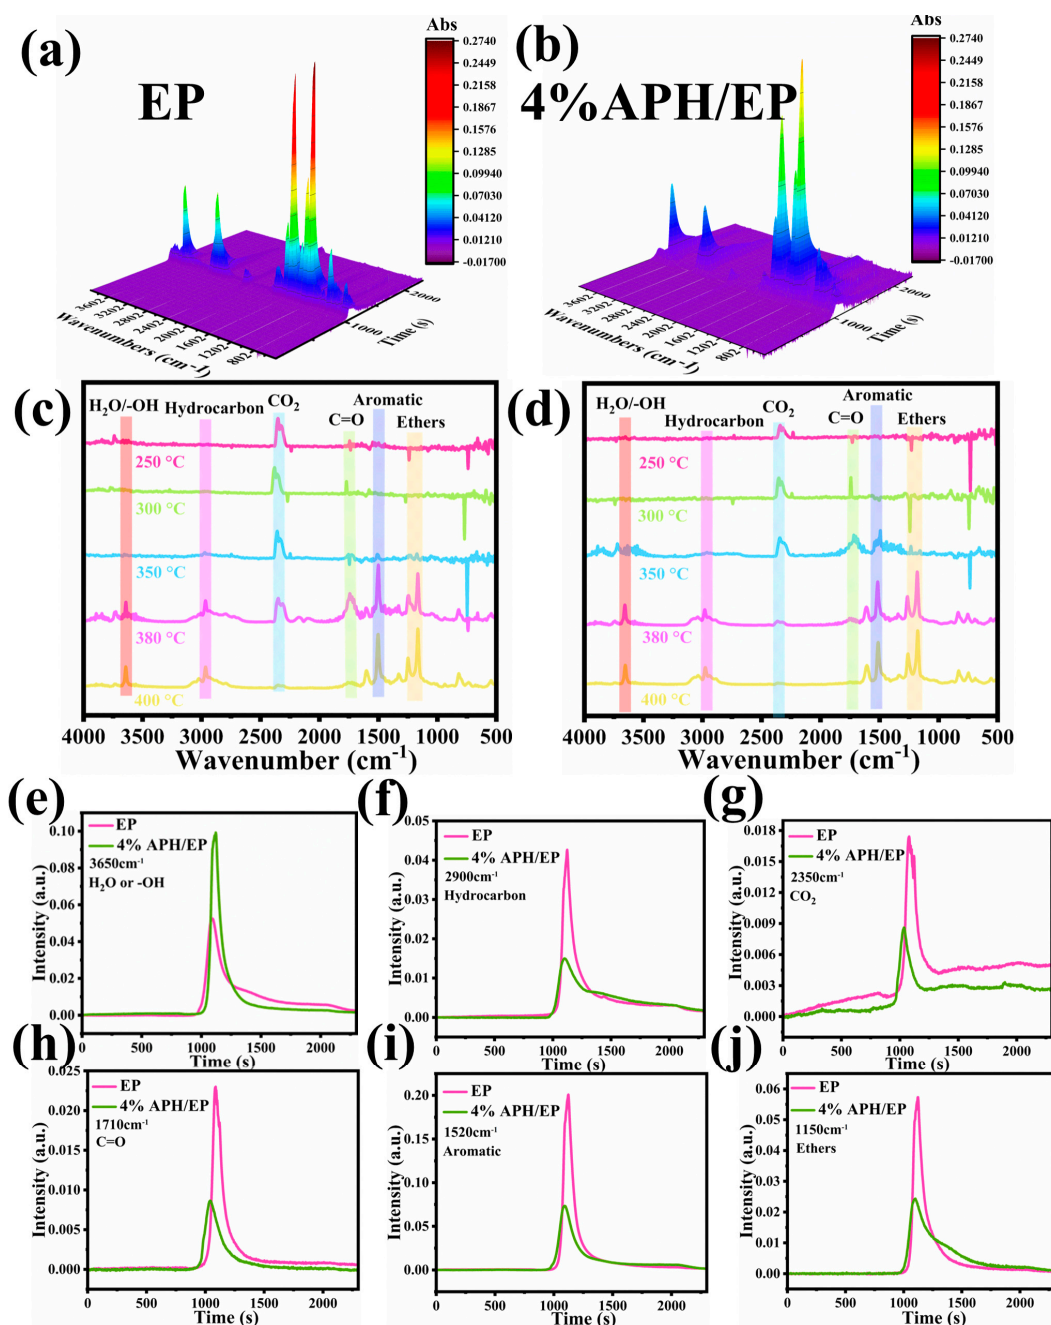 (a)
EP
Abs
0.2740
0.2449
0.2158
0.1867
0.1576
0.1285
0.09940
0.07030
0.04120
0.01210
-0.01700
3602
3202
2802
2402
2002
1602
1202
802
Wavenumbers (cm-1)
1000
2000
Time (s)
(b)
4%APH/EP
Abs
0.2740
0.2449
0.2158
0.1867
0.1576
0.1285
0.09940
0.07030
0.04120
0.01210
-0.01700
3602
3202
2802
2402
2002
1602
1202
802
Wavenumbers (cm-1)
1000
2000
Time (s)
(c)
H2O/-OH
Hydrocarbon
CO2
C=O
Aromatic
Ethers
250 °C
300 °C
350 °C
380 °C
400 °C
4000 3500 3000 2500 2000 1500 1000 500
Wavenumber (cm-1)
(d)
H2O/-OH
Hydrocarbon
CO2
C=O
Aromatic
Ethers
250 °C
300 °C
350 °C
380 °C
400 °C
4000 3500 3000 2500 2000 1500 1000 500
Wavenumber (cm-1)
(e)
EP
4% APH/EP
3650cm-1
H2O or -OH
0.10
0.08
0.06
0.04
0.02
0.00
Intensity (a.u.)
0 500 1000 1500 2000
Time (s)
(f)
EP
4% APH/EP
2900cm-1
Hydrocarbon
0.05
0.04
0.03
0.02
0.01
0.00
Intensity (a.u.)
0 500 1000 1500 2000
Time (s)
(g)
EP
4% APH/EP
2350cm-1
CO2
0.018
0.015
0.012
0.009
0.006
0.003
0.000
Intensity (a.u.)
0 500 1000 1500 2000
Time (s)
(h)
EP
4% APH/EP
1710cm-1
C=O
0.025
0.020
0.015
0.010
0.005
0.000
Intensity (a.u.)
0 500 1000 1500 2000
Time (s)
(i)
EP
4% APH/EP
1520cm-1
Aromatic
0.20
0.15
0.10
0.05
0.00
Intensity (a.u.)
0 500 1000 1500 2000
Time (s)
(j)
EP
4% APH/EP
1150cm-1
Ethers
0.06
0.05
0.04
0.03
0.02
0.01
0.00
Intensity (a.u.)
0 500 1000 1500 2000
Time (s)